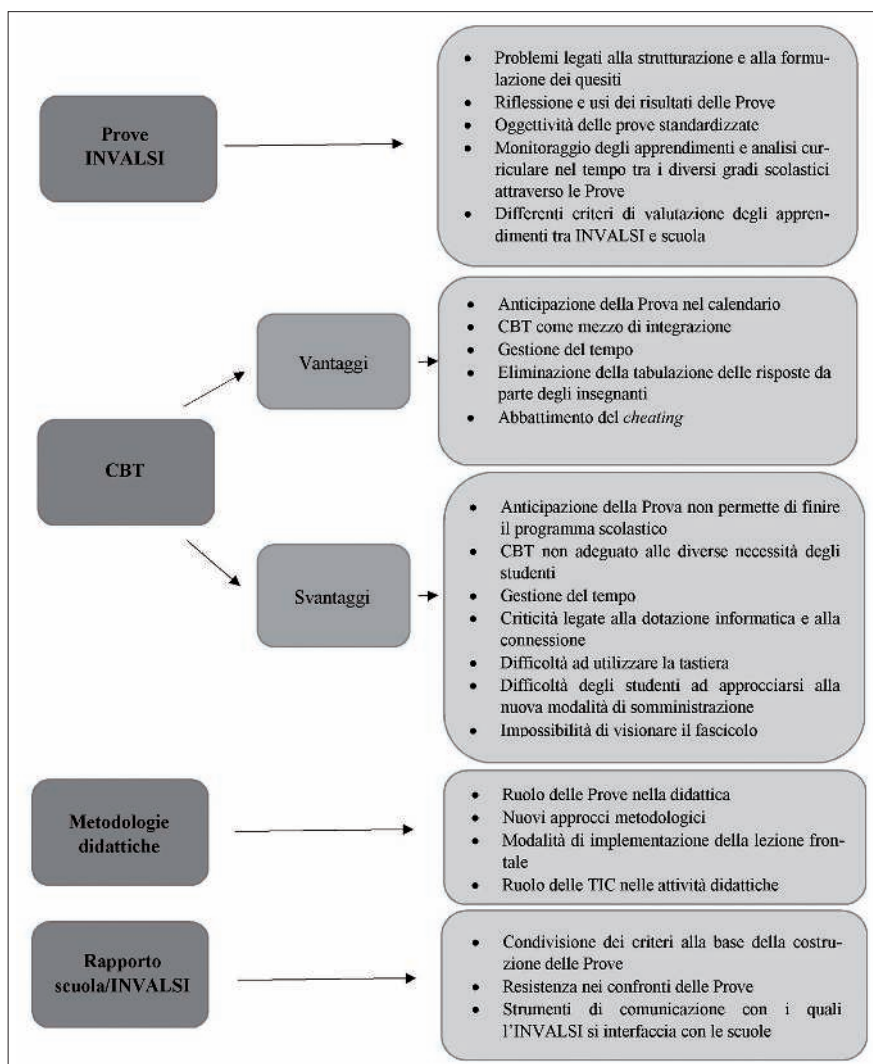 Prove
INVALSI
• Problemi legati alla strutturazione e alla formu-
lazione dei quesiti
• Riflessione e usi dei risultati delle Prove
• Oggettività delle prove standardizzate
• Monitoraggio degli apprendimenti e analisi cur-
riculare nel tempo tra i diversi gradi scolastici
attraverso le Prove
• Differenti criteri di valutazione degli appren-
dimenti tra INVALSI e scuola
CBT
Vantaggi
• Anticipazione della Prova nel calendario
• CBT come mezzo di integrazione
• Gestione del tempo
• Eliminazione della tabulazione delle risposte da
parte degli insegnanti
• Abbattimento del cheating
Svantaggi
• Anticipazione della Prova non permette di finire
il programma scolastico
• CBT non adeguato alle diverse necessità degli
studenti
• Gestione del tempo
• Criticità legate alla dotazione informatica e alla
connessione
• Difficoltà ad utilizzare la tastiera
• Difficoltà degli studenti ad approcciarsi alla
nuova modalità di somministrazione
• Impossibilità di visionare il fascicolo
Metodologie
didattiche
• Ruolo delle Prove nella didattica
• Nuovi approcci metodologici
• Modalità di implementazione della lezione fron-
tale
• Ruolo delle TIC nelle attività didattiche
Rapporto
scuola/INVALSI
• Condivisione dei criteri alla base della costru-
zione delle Prove
• Resistenza nei confronti delle Prove
• Strumenti di comunicazione con i quali
l'INVALSI si interfaccia con le scuole